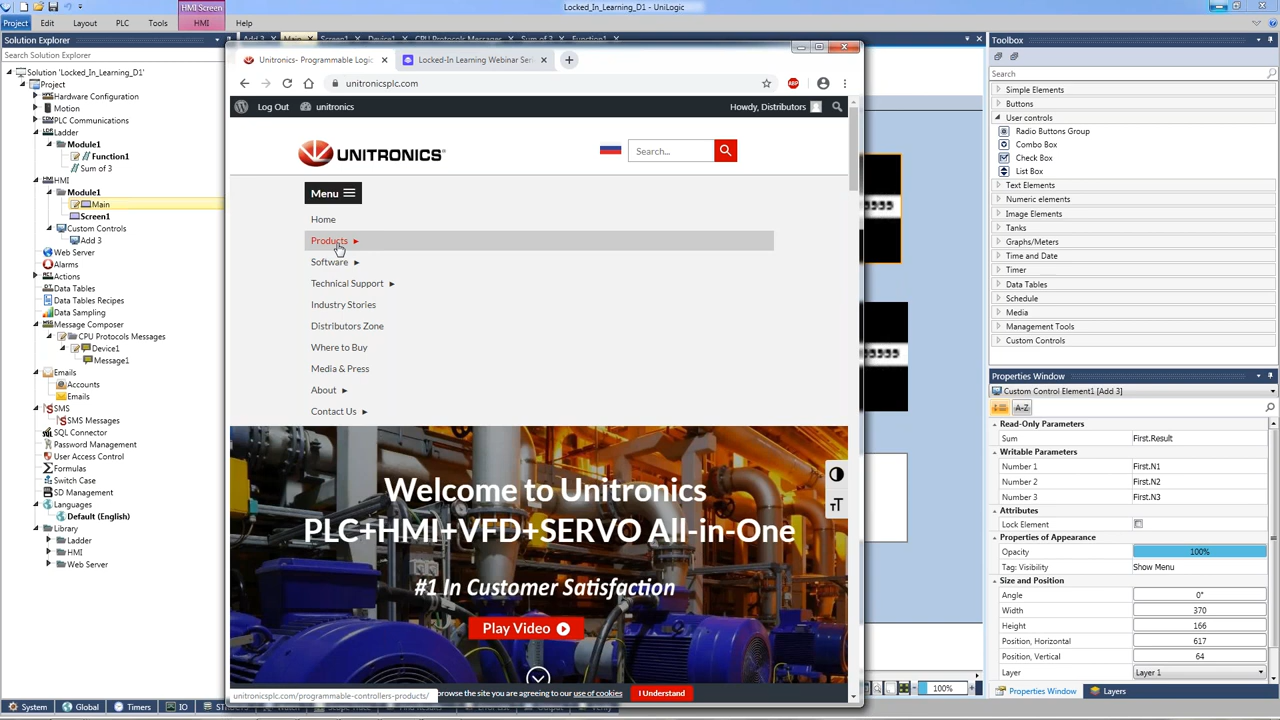 HMI Screen
Locked_In_Learning_D1* - UniLogic
Project Edit Layout PLC Tools HMI Help
Solution Explorer
Search Solution Explorer
Solution 'Locked_In_Learning_D1'
Project
Hardware Configuration
Motion
PLC Communications
Ladder
Module1
Function1
Sum of 3
HMI
Module1
Main
Screen1
Custom Controls
Add 3
Web Server
Alarms
Actions
Data Tables
Data Tables Recipes
Data Sampling
Message Composer
CPU Protocols Messages
Device1
Message1
Emails
Accounts
Emails
SMS
SMS Messages
SQL Connector
Password Management
User Access Control
Formulas
Switch Case
SD Management
Languages
Default (English)
Library
Ladder
HMI
Web Server
System Global Timers IO
Add 3 Main Screen1 Device1 CPU Protocols Messages Sum of 3 Function1
Unitronics- Programmable Logic
Locked-In Learning Webinar Ser
unitronicsplc.com
ABP
Log Out unitronics Howdy, Distributors
UNITRONICS
Search...
Menu
Home
Products
Software
Technical Support
Industry Stories
Distributors Zone
Where to Buy
Media & Press
About
Contact Us
Welcome to Unitronics
PLC+HMI+VFD+SERVO All-in-One
#1 In Customer Satisfaction
Play Video
unitronicsplc.com/programmable-controllers-products/
browse the site you are agreeing to our use of cookies I Understand
100%
Toolbox
Search
Simple Elements
Buttons
User controls
Radio Buttons Group
Combo Box
Check Box
List Box
Text Elements
Numeric elements
Image Elements
Tanks
Graphs/Meters
Time and Date
Timer
Data Tables
Schedule
Media
Management Tools
Custom Controls
Properties Window
Custom Control Element1 [Add 3]
A-Z
Read-Only Parameters
Sum First.Result
Writable Parameters
Number 1 First.N1
Number 2 First.N2
Number 3 First.N3
Attributes
Lock Element
Properties of Appearance
Opacity 100%
Tag: Visibility Show Menu
Size and Position
Angle 0°
Width 370
Height 166
Position, Horizontal 617
Position, Vertical 64
Layer Layer 1
Properties Window Layers